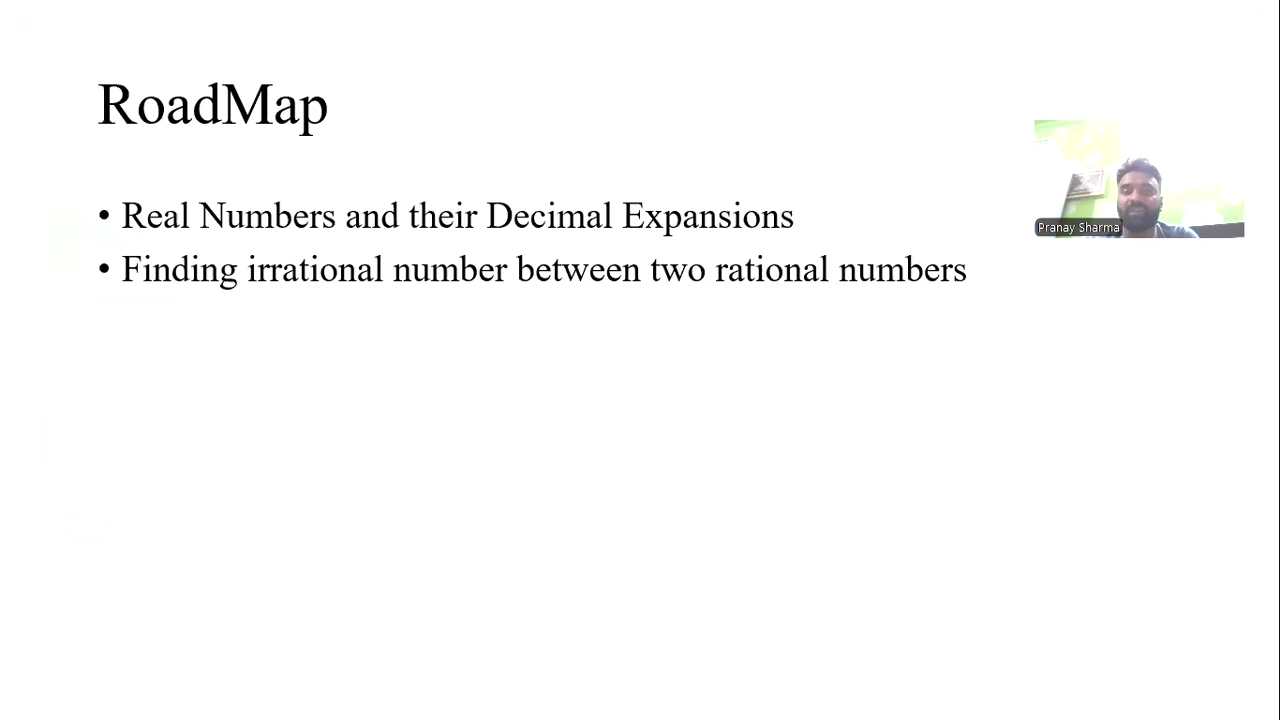 RoadMap
• Real Numbers and their Decimal Expansions
• Finding irrational number between two rational numbers
Pranay Sharma